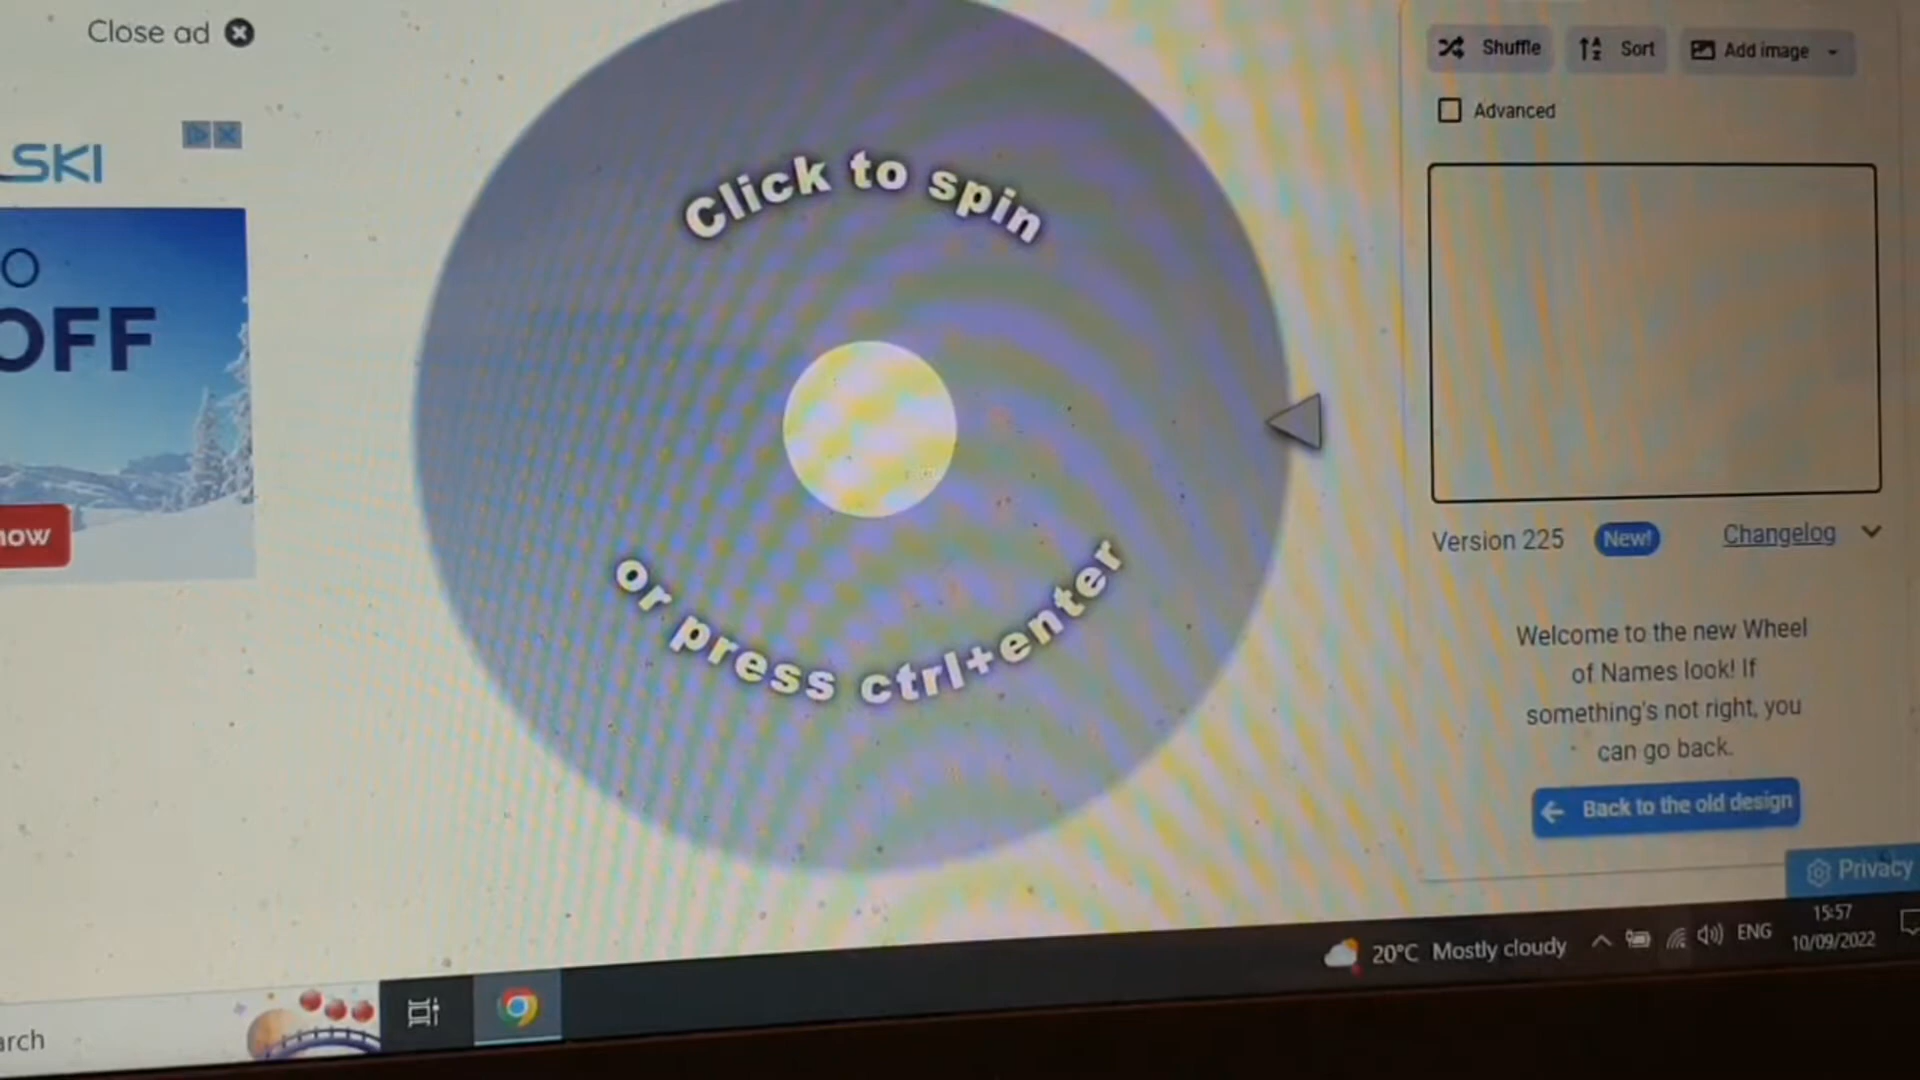 Close ad
SKI
OFF
now
Click to spin
or press ctrl+enter
Shuffle
Sort
Add image
Advanced
Version 225
New!
Changelog
Welcome to the new Wheel
of Names look! If
something's not right, you
can go back.
Back to the old design
Privacy
20°C Mostly cloudy
ENG
15:57
10/09/2022
arch